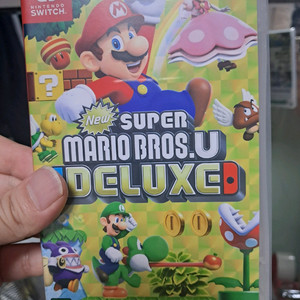 NINTENDO
SWITCH
?
New SUPER
MARIO BROS.U
DELUXE